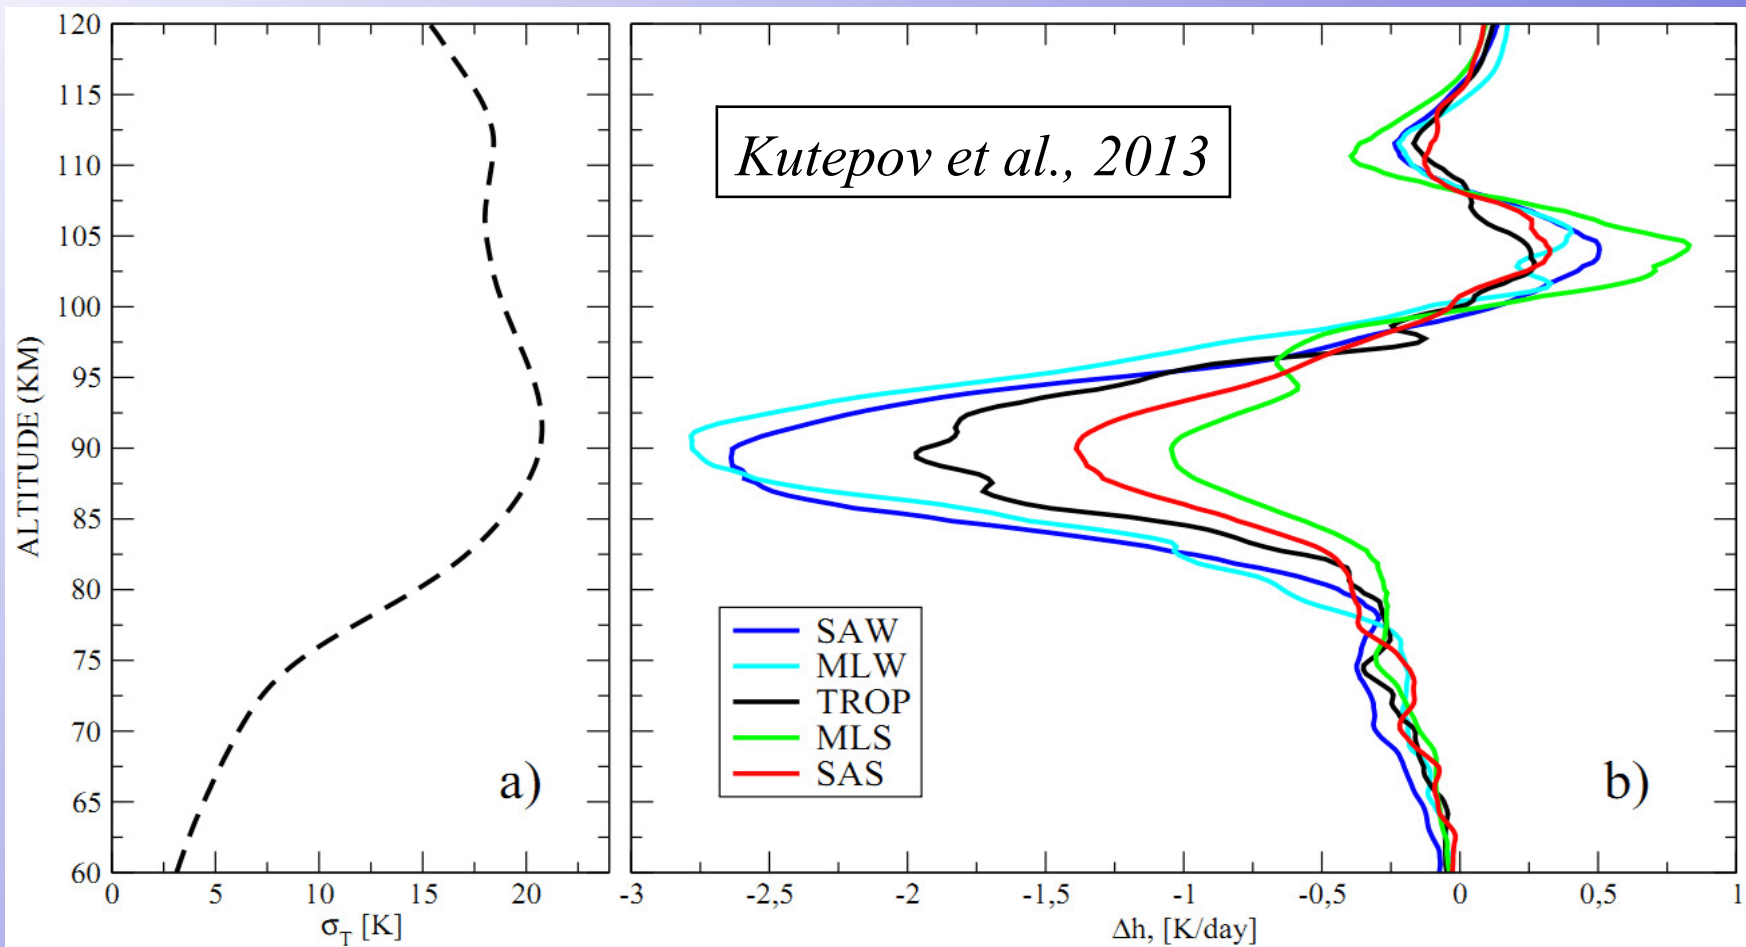 120
115
110
105
100
95
90
85
80
75
70
65
60
ALTITUDE (KM)
0 5 10 15 20
σT [K]
a)
Kutepov et al., 2013
SAW
MLW
TROP
MLS
SAS
b)
-3 -2,5 -2 -1,5 -1 -0,5 0 0,5 1
Δh, [K/day]